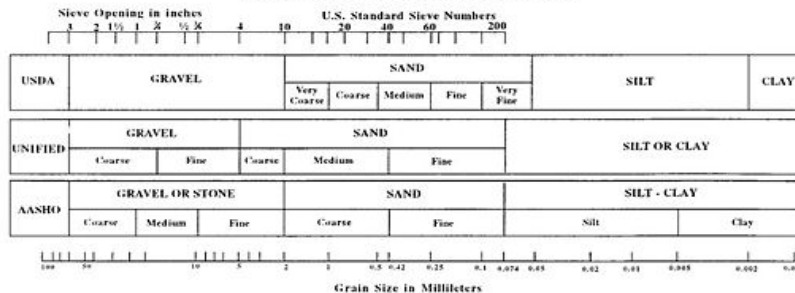 Sieve Opening in inches
U.S. Standard Sieve Numbers
3 2 1½ 1 ¾ ½ ⅜ 4 10 20 40 60 200
USDA GRAVEL SAND SILT CLAY
Very Coarse Coarse Medium Fine Very Fine
UNIFIED GRAVEL SAND SILT OR CLAY
Coarse Fine Coarse Medium Fine
AASHO GRAVEL OR STONE SAND SILT - CLAY
Coarse Medium Fine Coarse Fine Silt Clay
100 50 10 5 2 1 0.5 0.42 0.25 0.1 0.074 0.05 0.02 0.01 0.005 0.002
Grain Size in Millileters